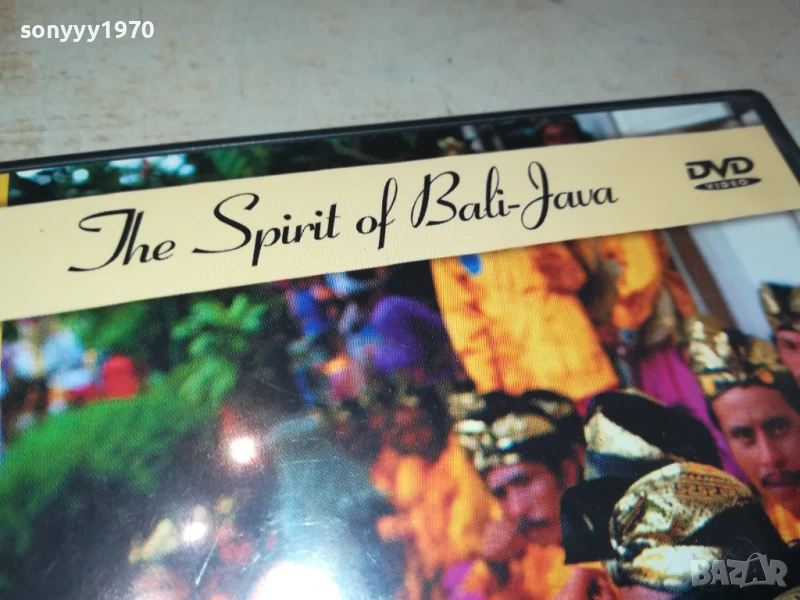 sonyyy1970
The Spirit of Bali-Java
DVD
VIDEO
BAZAR